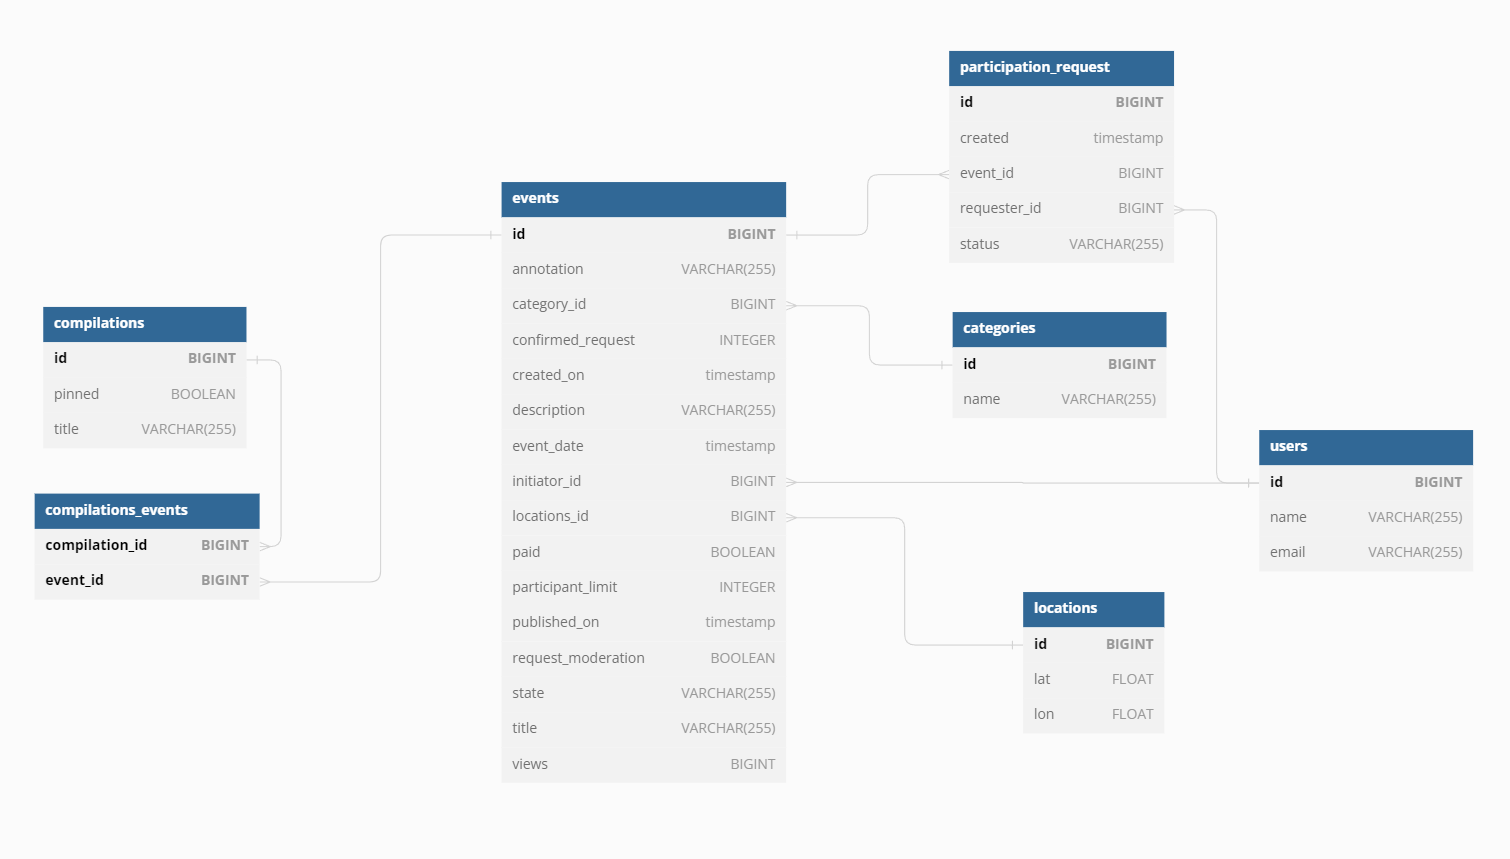 participation_request
id BIGINT
created timestamp
event_id BIGINT
requester_id BIGINT
status VARCHAR(255)
events
id BIGINT
annotation VARCHAR(255)
category_id BIGINT
confirmed_request INTEGER
created_on timestamp
description VARCHAR(255)
event_date timestamp
initiator_id BIGINT
locations_id BIGINT
paid BOOLEAN
participant_limit INTEGER
published_on timestamp
request_moderation BOOLEAN
state VARCHAR(255)
title VARCHAR(255)
views BIGINT
compilations
id BIGINT
pinned BOOLEAN
title VARCHAR(255)
compilations_events
compilation_id BIGINT
event_id BIGINT
categories
id BIGINT
name VARCHAR(255)
users
id BIGINT
name VARCHAR(255)
email VARCHAR(255)
locations
id BIGINT
lat FLOAT
lon FLOAT